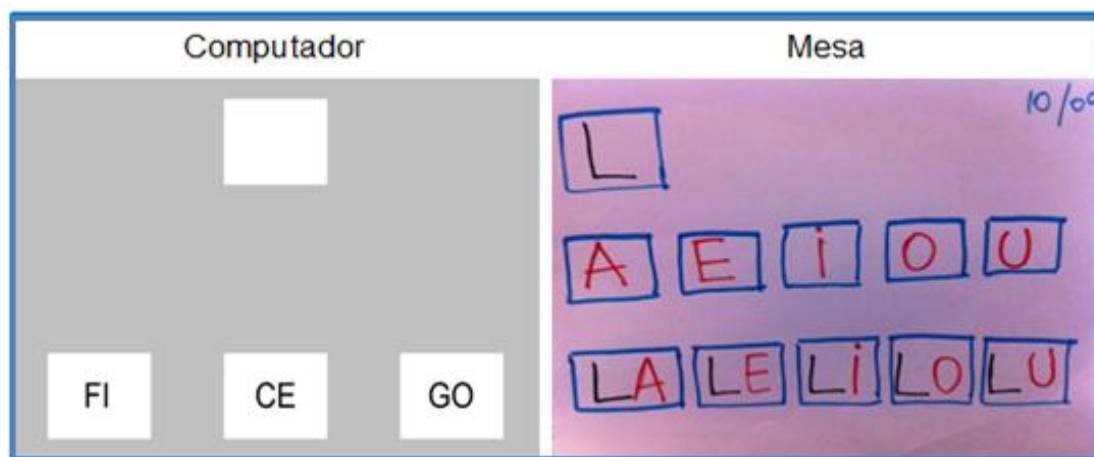 Computador
Mesa
FI CE GO
L
A E i O U
LA LE Li LO LU